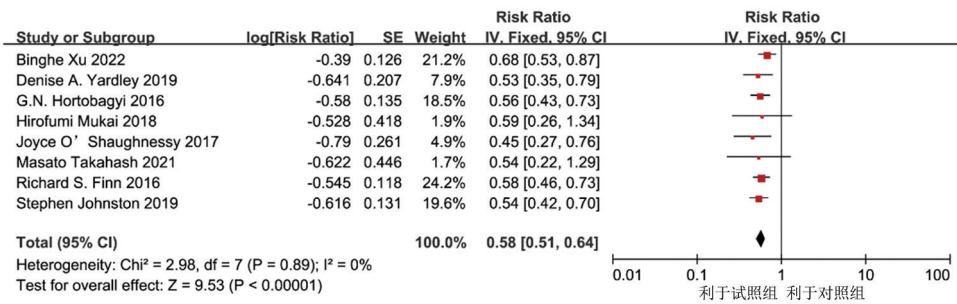 Risk Ratio Risk Ratio
Study or Subgroup log[Risk Ratio] SE Weight IV, Fixed, 95% CI IV, Fixed, 95% CI
Binghe Xu 2022 -0.39 0.126 21.2% 0.68 [0.53, 0.87]
Denise A. Yardley 2019 -0.641 0.207 7.9% 0.53 [0.35, 0.79]
G.N. Hortobagyi 2016 -0.58 0.135 18.5% 0.56 [0.43, 0.73]
Hirofumi Mukai 2018 -0.528 0.418 1.9% 0.59 [0.26, 1.34]
Joyce O’Shaughnessy 2017 -0.79 0.261 4.9% 0.45 [0.27, 0.76]
Masato Takahash 2021 -0.622 0.446 1.7% 0.54 [0.22, 1.29]
Richard S. Finn 2016 -0.545 0.118 24.2% 0.58 [0.46, 0.73]
Stephen Johnston 2019 -0.616 0.131 19.6% 0.54 [0.42, 0.70]
Total (95% CI) 100.0% 0.58 [0.51, 0.64]
Heterogeneity: Chi² = 2.98, df = 7 (P = 0.89); I² = 0%
Test for overall effect: Z = 9.53 (P < 0.00001)
0.01 0.1 1 10 100
利于试照组 利于对照组